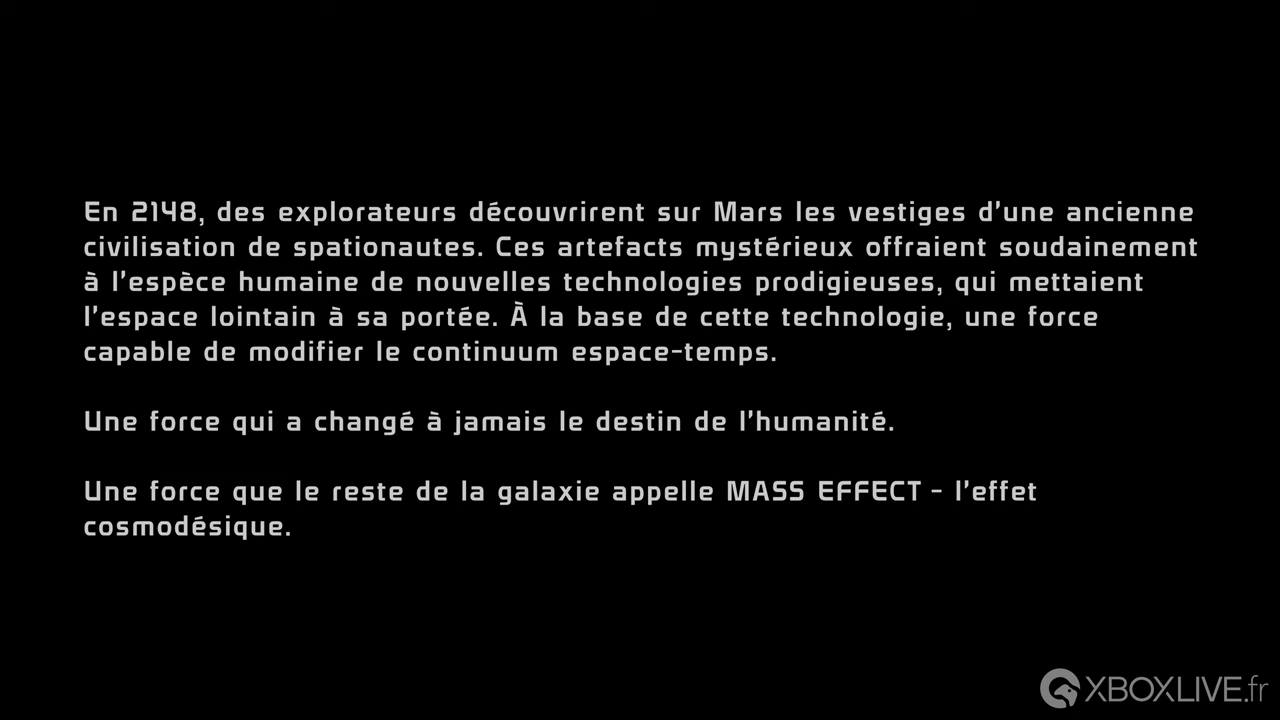 En 2148, des explorateurs découvrirent sur Mars les vestiges d'une ancienne
civilisation de spationautes. Ces artefacts mystérieux offraient soudainement
à l'espèce humaine de nouvelles technologies prodigieuses, qui mettaient
l'espace lointain à sa portée. À la base de cette technologie, une force
capable de modifier le continuum espace-temps.
Une force qui a changé à jamais le destin de l'humanité.
Une force que le reste de la galaxie appelle MASS EFFECT - l'effet
cosmodésique.
XBOXLIVE.fr